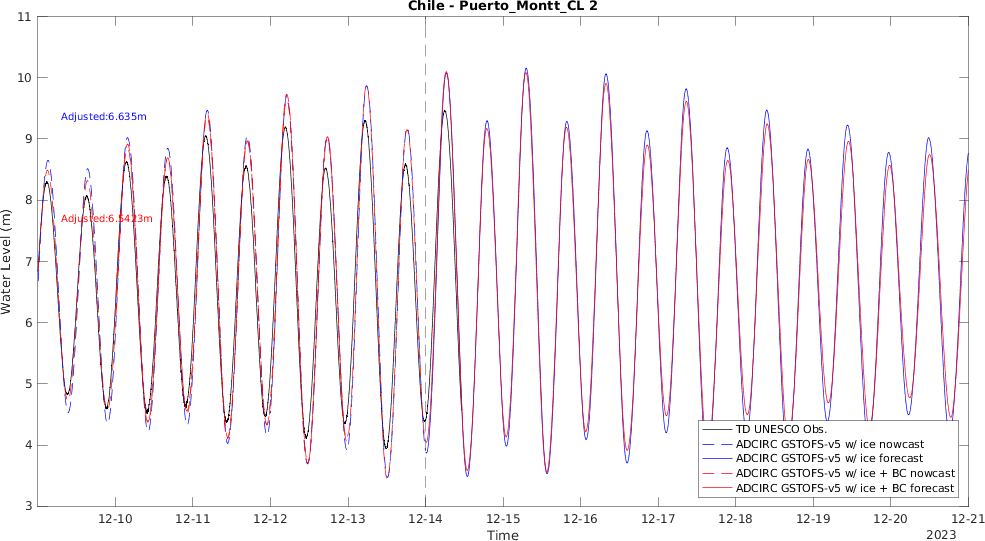 Chile - Puerto_Montt_CL 2
11
10
9
8
7
6
5
4
3
Water Level (m)
Adjusted:6.635m
Adjusted:6.5423m
TD UNESCO Obs.
ADCIRC GSTOFS-v5 w/ ice nowcast
ADCIRC GSTOFS-v5 w/ ice forecast
ADCIRC GSTOFS-v5 w/ ice + BC nowcast
ADCIRC GSTOFS-v5 w/ ice + BC forecast
12-10 12-11 12-12 12-13 12-14 12-15 12-16 12-17 12-18 12-19 12-20 12-21
Time
2023